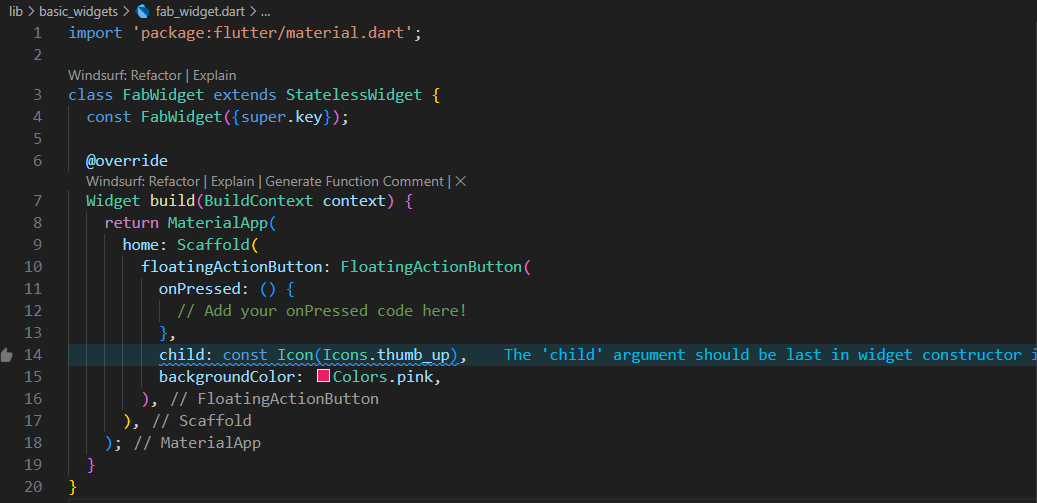 lib > basic_widgets > fab_widget.dart > ...
1 import 'package:flutter/material.dart';
2
Windsurf: Refactor | Explain
3 class FabWidget extends StatelessWidget {
4   const FabWidget({super.key});
5
6   @override
Windsurf: Refactor | Explain | Generate Function Comment | ×
7   Widget build(BuildContext context) {
8     return MaterialApp(
9       home: Scaffold(
10         floatingActionButton: FloatingActionButton(
11           onPressed: () {
12             // Add your onPressed code here!
13           },
14           child: const Icon(Icons.thumb_up),    The 'child' argument should be last in widget constructor i
15           backgroundColor: Colors.pink,
16         ), // FloatingActionButton
17       ), // Scaffold
18     ); // MaterialApp
19   }
20 }